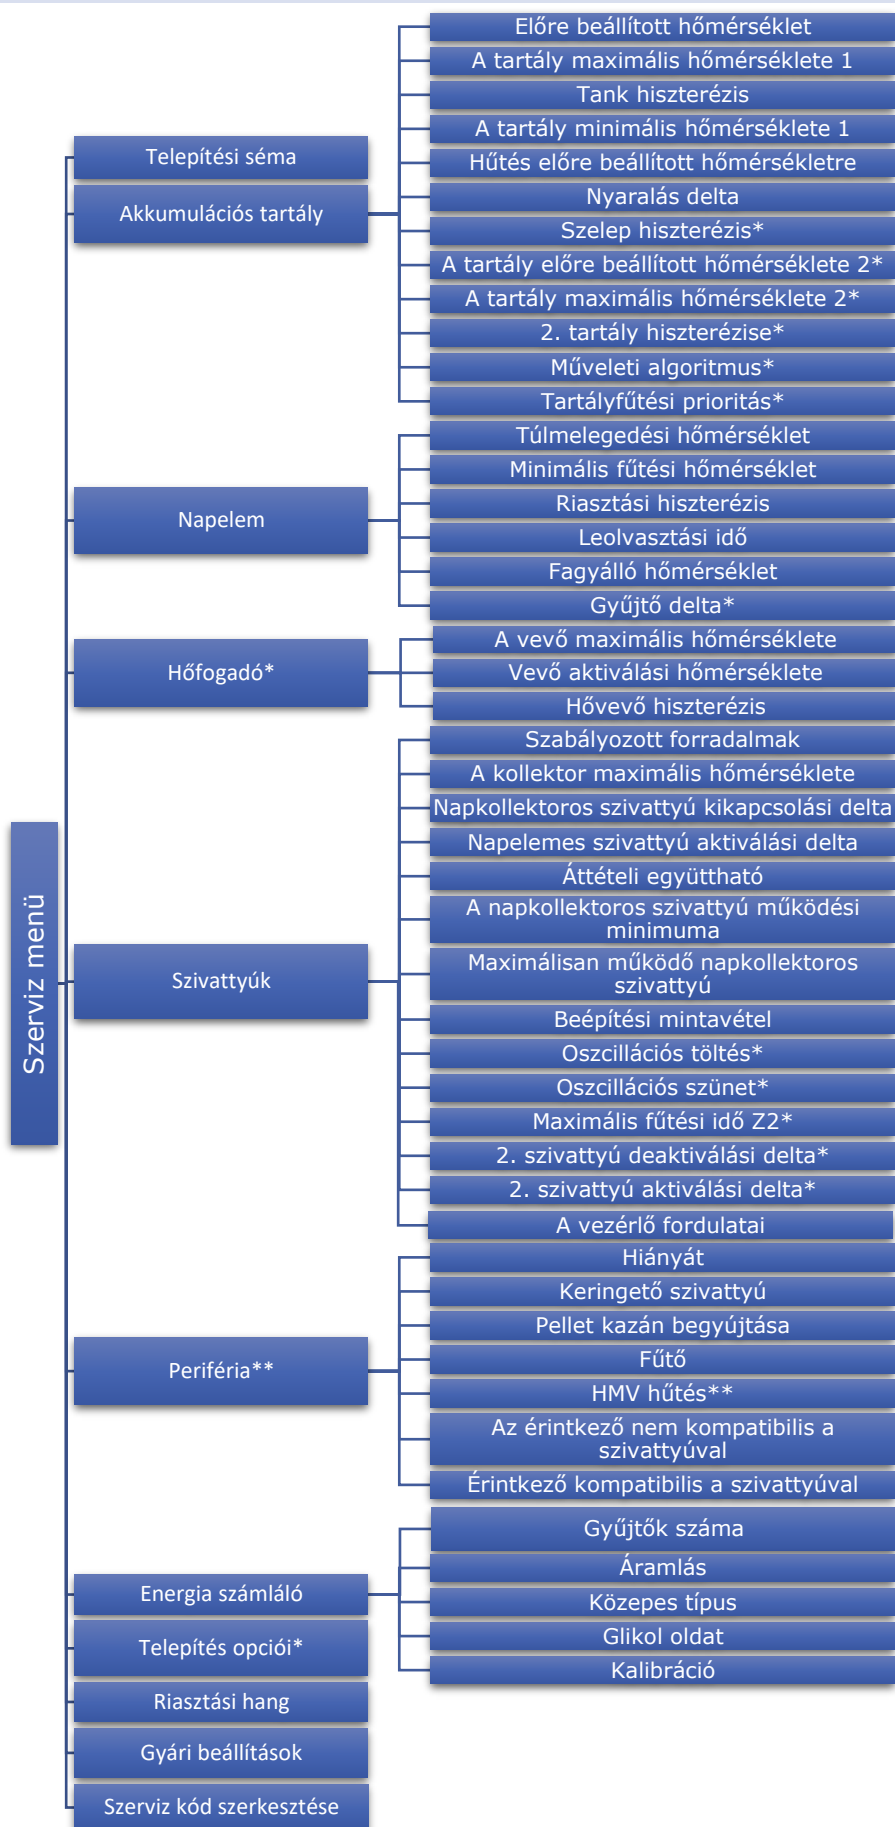 Szerviz menü
Telepítési séma
Akkumulációs tartály
Előre beállított hőmérséklet
A tartály maximális hőmérséklete 1
Tank hiszterézis
A tartály minimális hőmérséklete 1
Hűtés előre beállított hőmérsékletre
Nyaralás delta
Szelep hiszterézis*
A tartály előre beállított hőmérséklete 2*
A tartály maximális hőmérséklete 2*
2. tartály hiszterézise*
Műveleti algoritmus*
Tartályfűtési prioritás*
Napelem
Túlmelegedési hőmérséklet
Minimális fűtési hőmérséklet
Riasztási hiszterézis
Leolvasztási idő
Fagyálló hőmérséklet
Gyűjtő delta*
Hőfogadó*
A vevő maximális hőmérséklete
Vevő aktiválási hőmérséklete
Hővevő hiszterézis
Szivattyúk
Szabályozott forradalmak
A kollektor maximális hőmérséklete
Napkollektoros szivattyú kikapcsolási delta
Napelemes szivattyú aktiválási delta
Áttételi együttható
A napkollektoros szivattyú működési
minimuma
Maximálisan működő napkollektoros
szivattyú
Beépítési mintavétel
Oszcillációs töltés*
Oszcillációs szünet*
Maximális fűtési idő Z2*
2. szivattyú deaktiválási delta*
2. szivattyú aktiválási delta*
A vezérlő fordulatai
Periféria**
Hiányát
Keringető szivattyú
Pellet kazán begyújtása
Fűtő
HMV hűtés**
Az érintkező nem kompatibilis a
szivattyúval
Érintkező kompatibilis a szivattyúval
Energia számláló
Gyűjtők száma
Áramlás
Közepes típus
Glikol oldat
Kalibráció
Telepítés opciói*
Riasztási hang
Gyári beállítások
Szerviz kód szerkesztése